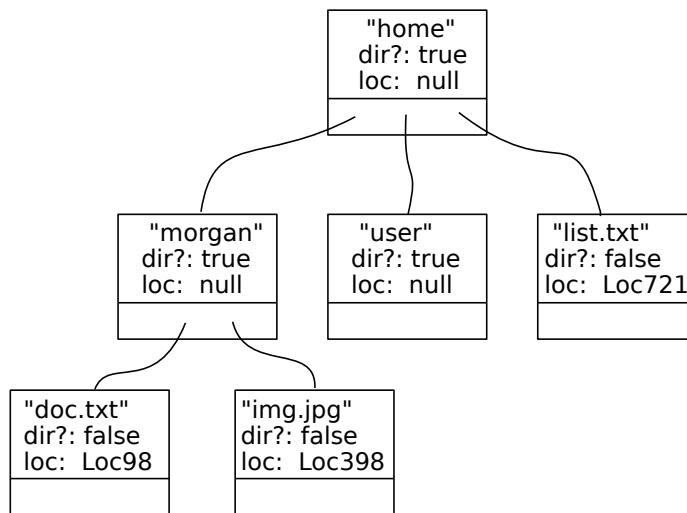 "home"
dir?: true
loc: null
"morgan"
dir?: true
loc: null
"user"
dir?: true
loc: null
"list.txt"
dir?: false
loc: Loc721
"doc.txt"
dir?: false
loc: Loc98
"img.jpg"
dir?: false
loc: Loc398